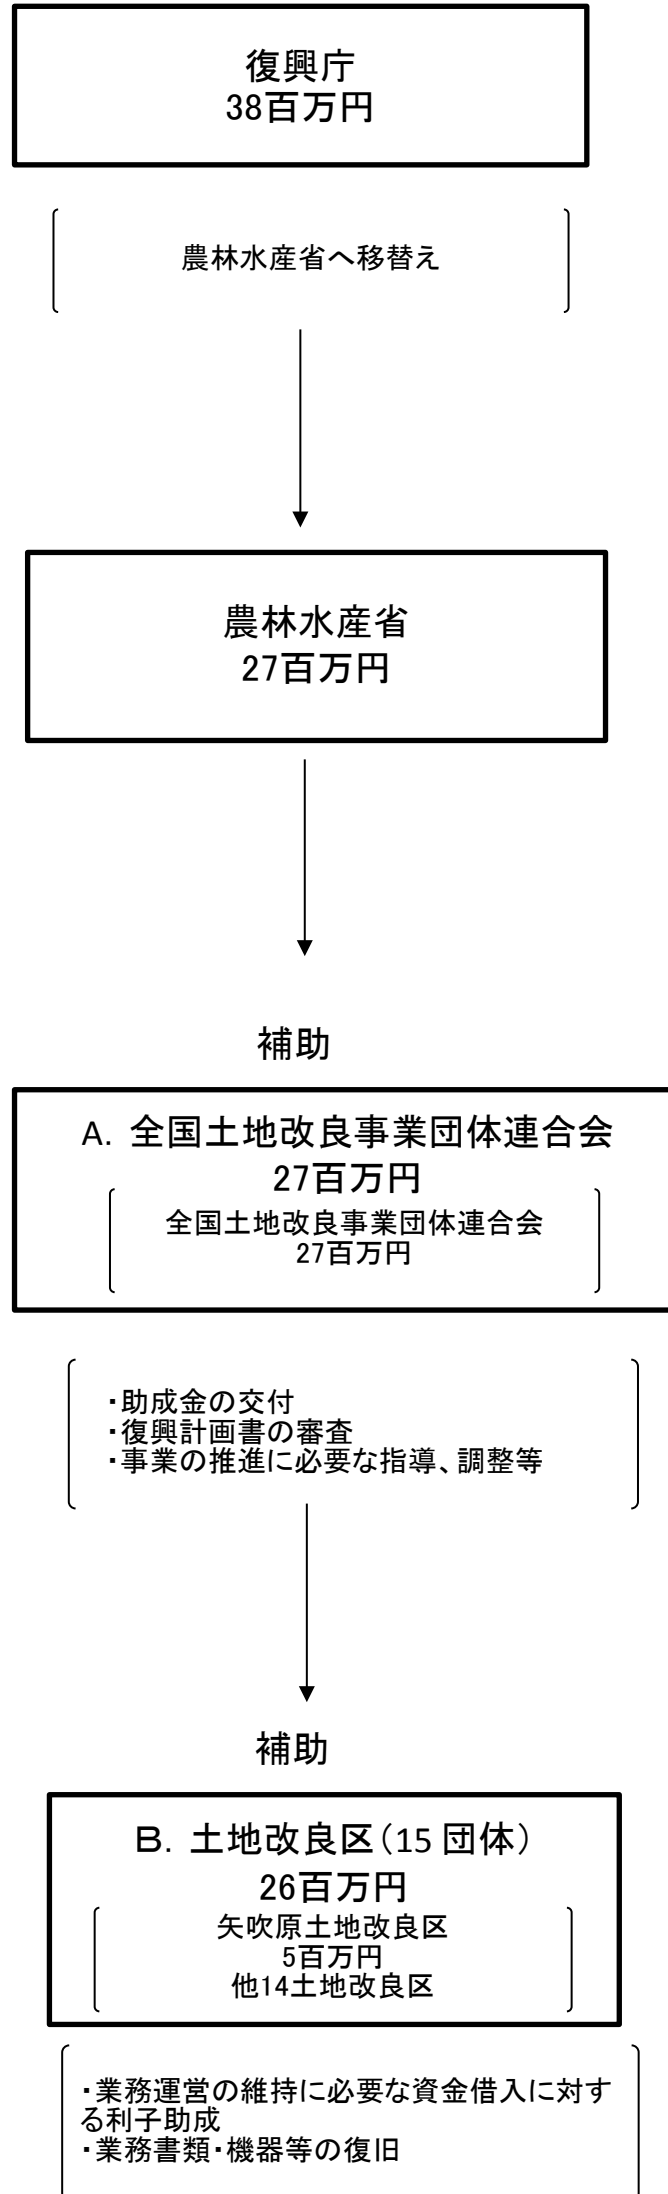 復興庁
38百万円
農林水産省へ移替え
農林水産省
27百万円
補助
A. 全国土地改良事業団体連合会
27百万円
全国土地改良事業団体連合会
27百万円
・助成金の交付
・復興計画書の審査
・事業の推進に必要な指導、調整等
補助
B. 土地改良区(15 団体)
26百万円
矢吹原土地改良区
5百万円
他14土地改良区
・業務運営の維持に必要な資金借入に対す
る利子助成
・業務書類・機器等の復旧